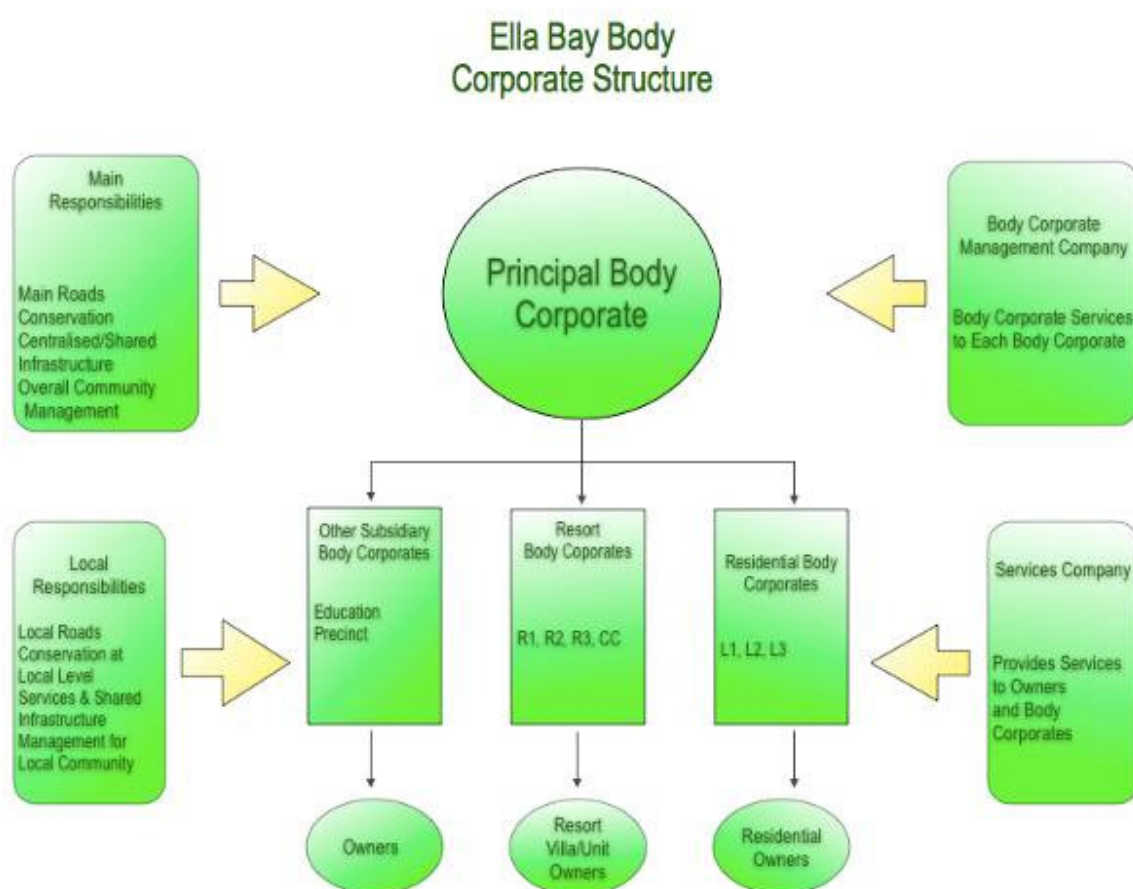 Ella Bay Body
Corporate Structure
Main
Responsibilities
Main Roads
Conservation
Centralised/Shared
Infrastructure
Overall Community
Management
Principal Body
Corporate
Body Corporate
Management Company
Body Corporate Services
to Each Body Corporate
Local
Responsibilities
Local Roads
Conservation at
Local Level
Services & Shared
Infrastructure
Management for
Local Community
Other Subsidiary
Body Corporates
Education
Precinct
Resort
Body Coporates
R1, R2, R3, CC
Residential Body
Corporates
L1, L2, L3
Services Company
Provides Services
to Owners
and Body
Corporates
Owners
Resort
Villa/Unit
Owners
Residential
Owners